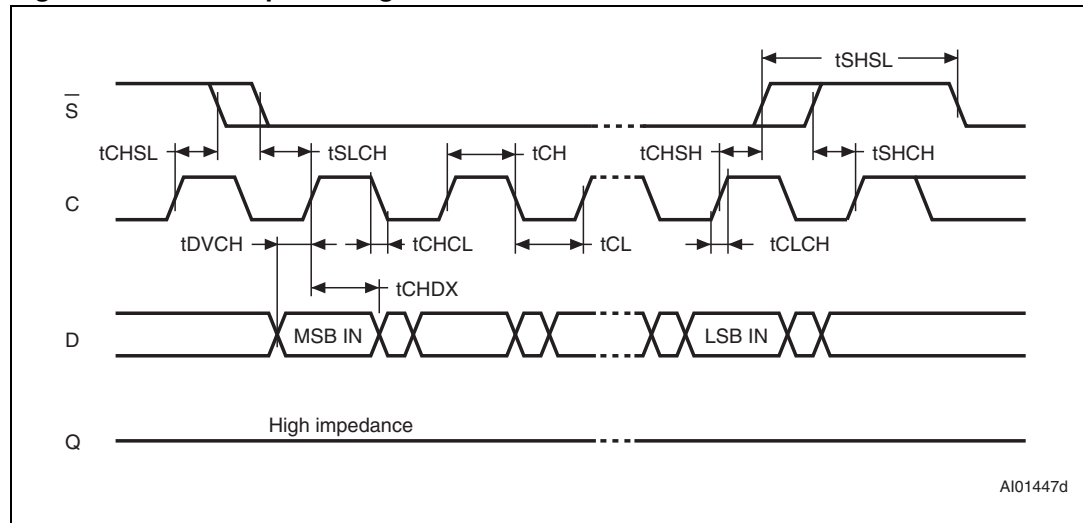 tSHSL
S
tCHSL
tSLCH
tCH
tCHSH
tSHCH
C
tDVCH
tCHCL
tCL
tCLCH
tCHDX
D
MSB IN
LSB IN
High impedance
Q
AI01447d